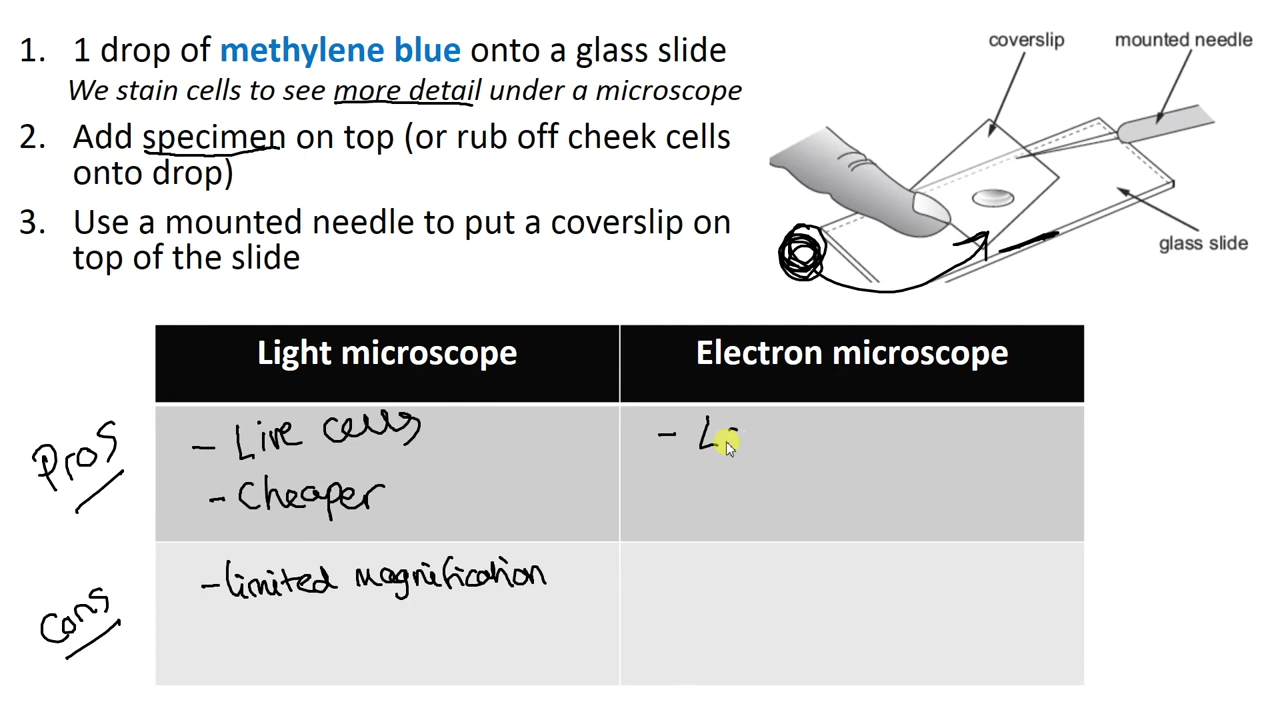 1. 1 drop of methylene blue onto a glass slide
We stain cells to see more detail under a microscope
2. Add specimen on top (or rub off cheek cells
onto drop)
3. Use a mounted needle to put a coverslip on
top of the slide
coverslip
mounted needle
glass slide
Light microscope
Electron microscope
Pros
- Live cells
- Cheaper
- L
Cons
- limited magnification